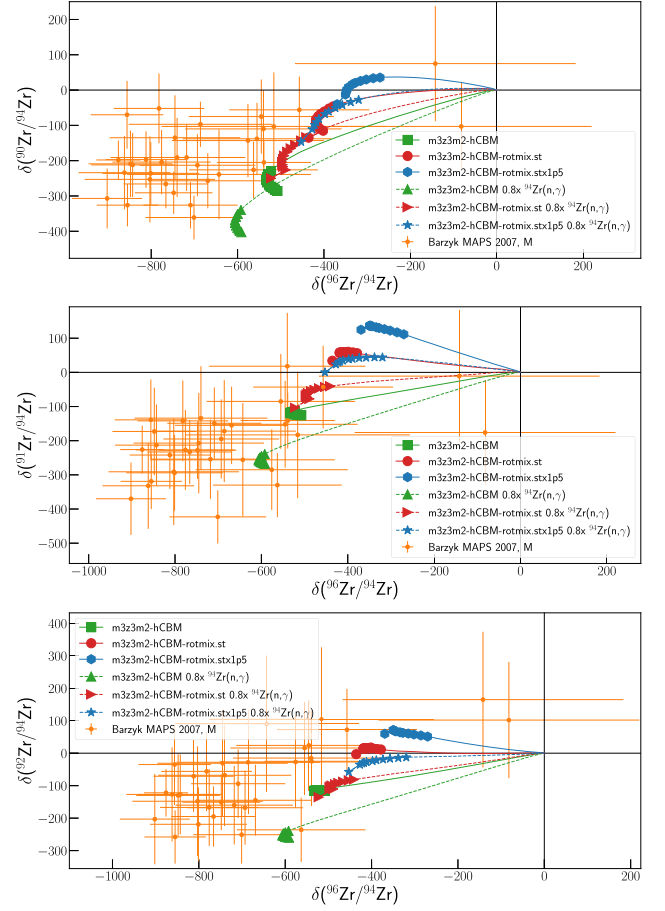 200
100
0
−100
−200
−300
−400
δ(⁹⁰Zr/⁹⁴Zr)
m3z3m2-hCBM
m3z3m2-hCBM-rotmix.st
m3z3m2-hCBM-rotmix.stx1p5
m3z3m2-hCBM 0.8x ⁹⁴Zr(n,γ)
m3z3m2-hCBM-rotmix.st 0.8x ⁹⁴Zr(n,γ)
m3z3m2-hCBM-rotmix.stx1p5 0.8x ⁹⁴Zr(n,γ)
Barzyk MAPS 2007, M
−800 −600 −400 −200 0 200
δ(⁹⁶Zr/⁹⁴Zr)
100
0
−100
−200
−300
−400
−500
δ(⁹¹Zr/⁹⁴Zr)
m3z3m2-hCBM
m3z3m2-hCBM-rotmix.st
m3z3m2-hCBM-rotmix.stx1p5
m3z3m2-hCBM 0.8x ⁹⁴Zr(n,γ)
m3z3m2-hCBM-rotmix.st 0.8x ⁹⁴Zr(n,γ)
m3z3m2-hCBM-rotmix.stx1p5 0.8x ⁹⁴Zr(n,γ)
Barzyk MAPS 2007, M
−1000 −800 −600 −400 −200 0 200
δ(⁹⁶Zr/⁹⁴Zr)
400
300
200
100
0
−100
−200
−300
δ(⁹²Zr/⁹⁴Zr)
m3z3m2-hCBM
m3z3m2-hCBM-rotmix.st
m3z3m2-hCBM-rotmix.stx1p5
m3z3m2-hCBM 0.8x ⁹⁴Zr(n,γ)
m3z3m2-hCBM-rotmix.st 0.8x ⁹⁴Zr(n,γ)
m3z3m2-hCBM-rotmix.stx1p5 0.8x ⁹⁴Zr(n,γ)
Barzyk MAPS 2007, M
−1000 −800 −600 −400 −200 0 200
δ(⁹⁶Zr/⁹⁴Zr)